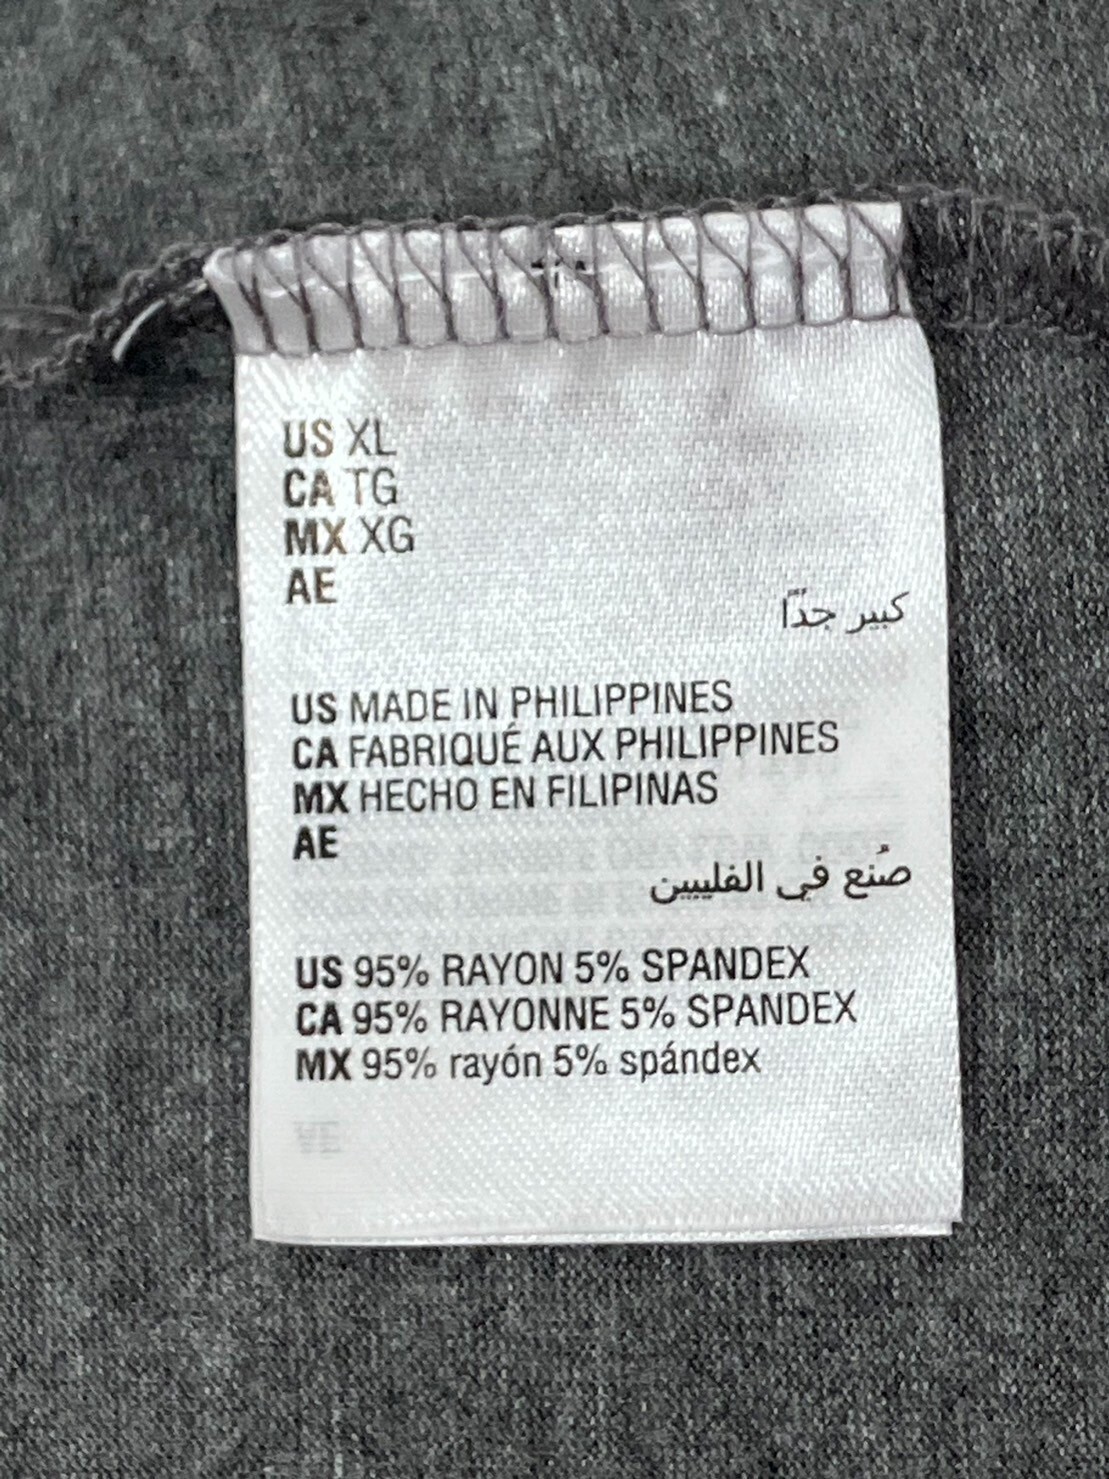 US XL
CA TG
MX XG
AE
كبير جدًا
US MADE IN PHILIPPINES
CA FABRIQUÉ AUX PHILIPPINES
MX HECHO EN FILIPINAS
AE
صُنع في الفليبين
US 95% RAYON 5% SPANDEX
CA 95% RAYONNE 5% SPANDEX
MX 95% rayón 5% spándex